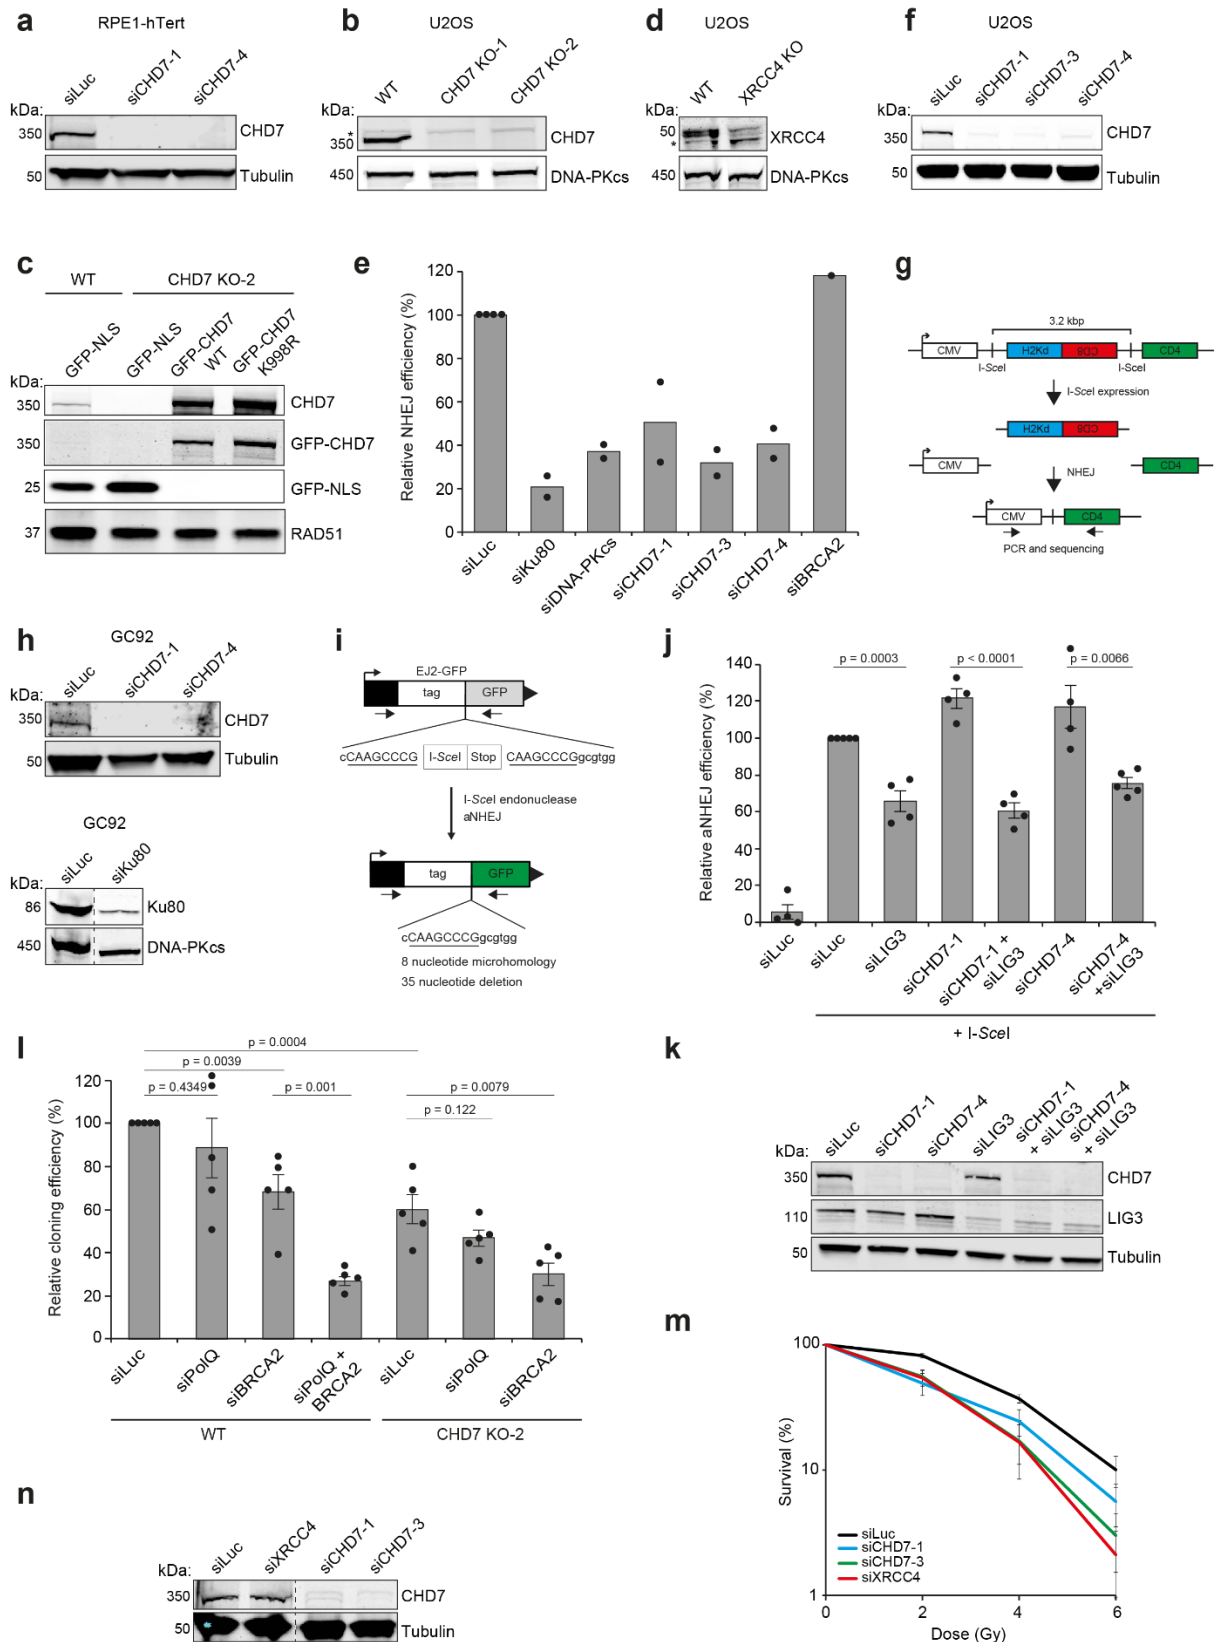 a
RPE1-hTert
siLuc
siCHD7-1
siCHD7-4
kDa:
350
CHD7
50
Tubulin
b
U2OS
WT
CHD7 KO-1
CHD7 KO-2
kDa:
*
350
CHD7
450
DNA-PKcs
d
U2OS
WT
XRCC4 KO
kDa:
50
*
XRCC4
450
DNA-PKcs
f
U2OS
siLuc
siCHD7-1
siCHD7-3
siCHD7-4
kDa:
350
CHD7
50
Tubulin
c
WT
CHD7 KO-2
GFP-NLS
GFP-NLS
GFP-CHD7
WT
GFP-CHD7
K998R
kDa:
350
CHD7
350
GFP-CHD7
25
GFP-NLS
37
RAD51
e
Relative NHEJ efficiency (%)
120
100
80
60
40
20
0
siLuc
siKu80
siDNA-PKcs
siCHD7-1
siCHD7-3
siCHD7-4
siBRCA2
g
3.2 kbp
CMV
H2Kd
CD8
CD4
I-SceI
I-SceI
I-SceI expression
H2Kd
CD8
CMV
CD4
NHEJ
CMV
CD4
PCR and sequencing
h
GC92
siLuc
siCHD7-1
siCHD7-4
kDa:
350
CHD7
50
Tubulin
GC92
siLuc
siKu80
kDa:
86
Ku80
450
DNA-PKcs
i
EJ2-GFP
tag
GFP
cCAAGCCCG
I-SceI
Stop
CAAGCCCGgcgtgg
I-SceI endonuclease
aNHEJ
tag
GFP
cCAAGCCCGgcgtgg
8 nucleotide microhomology
35 nucleotide deletion
j
Relative aNHEJ efficiency (%)
140
120
100
80
60
40
20
0
p = 0.0003
p < 0.0001
p = 0.0066
siLuc
siLuc
siLIG3
siCHD7-1
siCHD7-1 +
siLIG3
siCHD7-4
siCHD7-4
+siLIG3
+ I-SceI
l
Relative cloning efficiency (%)
120
100
80
60
40
20
0
p = 0.0004
p = 0.0039
p = 0.4349
p = 0.001
p = 0.0079
p = 0.122
siLuc
siPolQ
siBRCA2
siPolQ +
BRCA2
siLuc
siPolQ
siBRCA2
WT
CHD7 KO-2
k
siLuc
siCHD7-1
siCHD7-4
siLIG3
siCHD7-1
+ siLIG3
siCHD7-4
+ siLIG3
kDa:
350
CHD7
110
LIG3
50
Tubulin
m
Survival (%)
100
10
1
siLuc
siCHD7-1
siCHD7-3
siXRCC4
0
2
4
6
Dose (Gy)
n
siLuc
siXRCC4
siCHD7-1
siCHD7-3
kDa:
350
CHD7
50
Tubulin